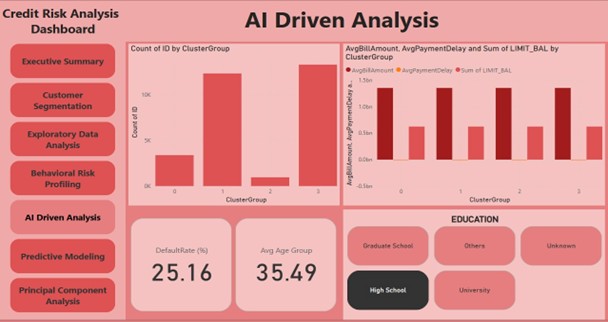 Credit Risk Analysis
Dashboard
AI Driven Analysis
Executive Summary
Customer
Segmentation
Exploratory Data
Analysis
Behavioral Risk
Profiling
AI Driven Analysis
Predictive Modeling
Principal Component
Analysis
Count of ID by ClusterGroup
Count of ID
10K
5K
0K
0 1 2 3
ClusterGroup
AvgBillAmount, AvgPaymentDelay and Sum of LIMIT_BAL by
ClusterGroup
AvgBillAmount AvgPaymentDelay Sum of LIMIT_BAL
AvgBillAmount, AvgPaymentDelay a...
1.5bn
1.0bn
0.5bn
0.0bn
-0.5bn
0 1 2 3
ClusterGroup
DefaultRate (%)
25.16
Avg Age Group
35.49
EDUCATION
Graduate School Others Unknown
High School University